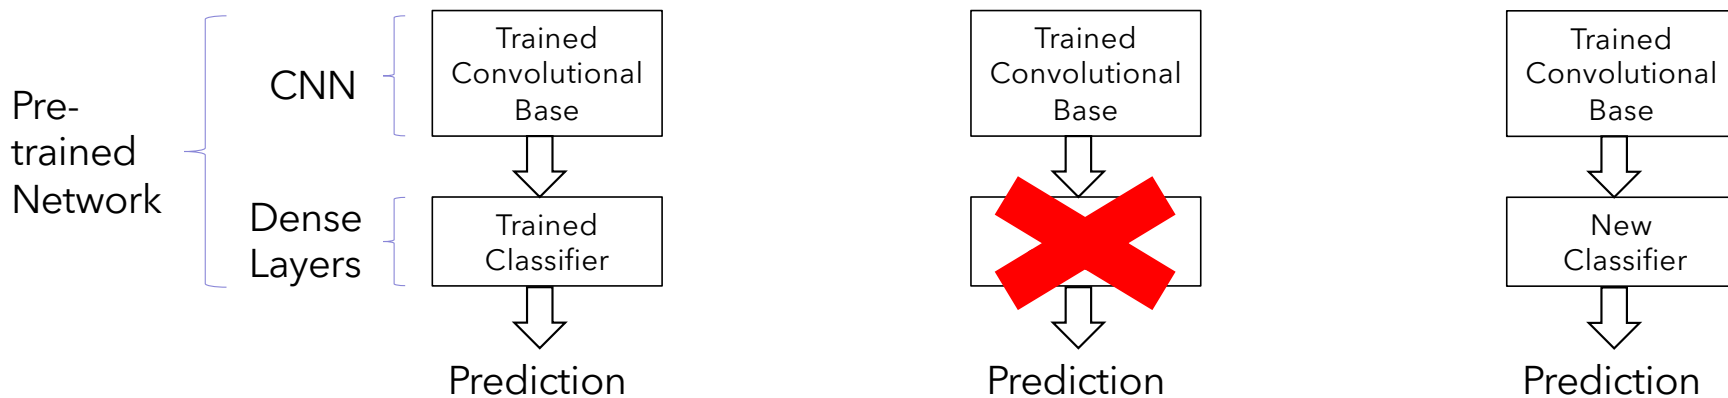 Pre-
trained
Network
CNN
Dense
Layers
Trained
Convolutional
Base
Trained
Classifier
Prediction
Trained
Convolutional
Base
Prediction
Trained
Convolutional
Base
New
Classifier
Prediction